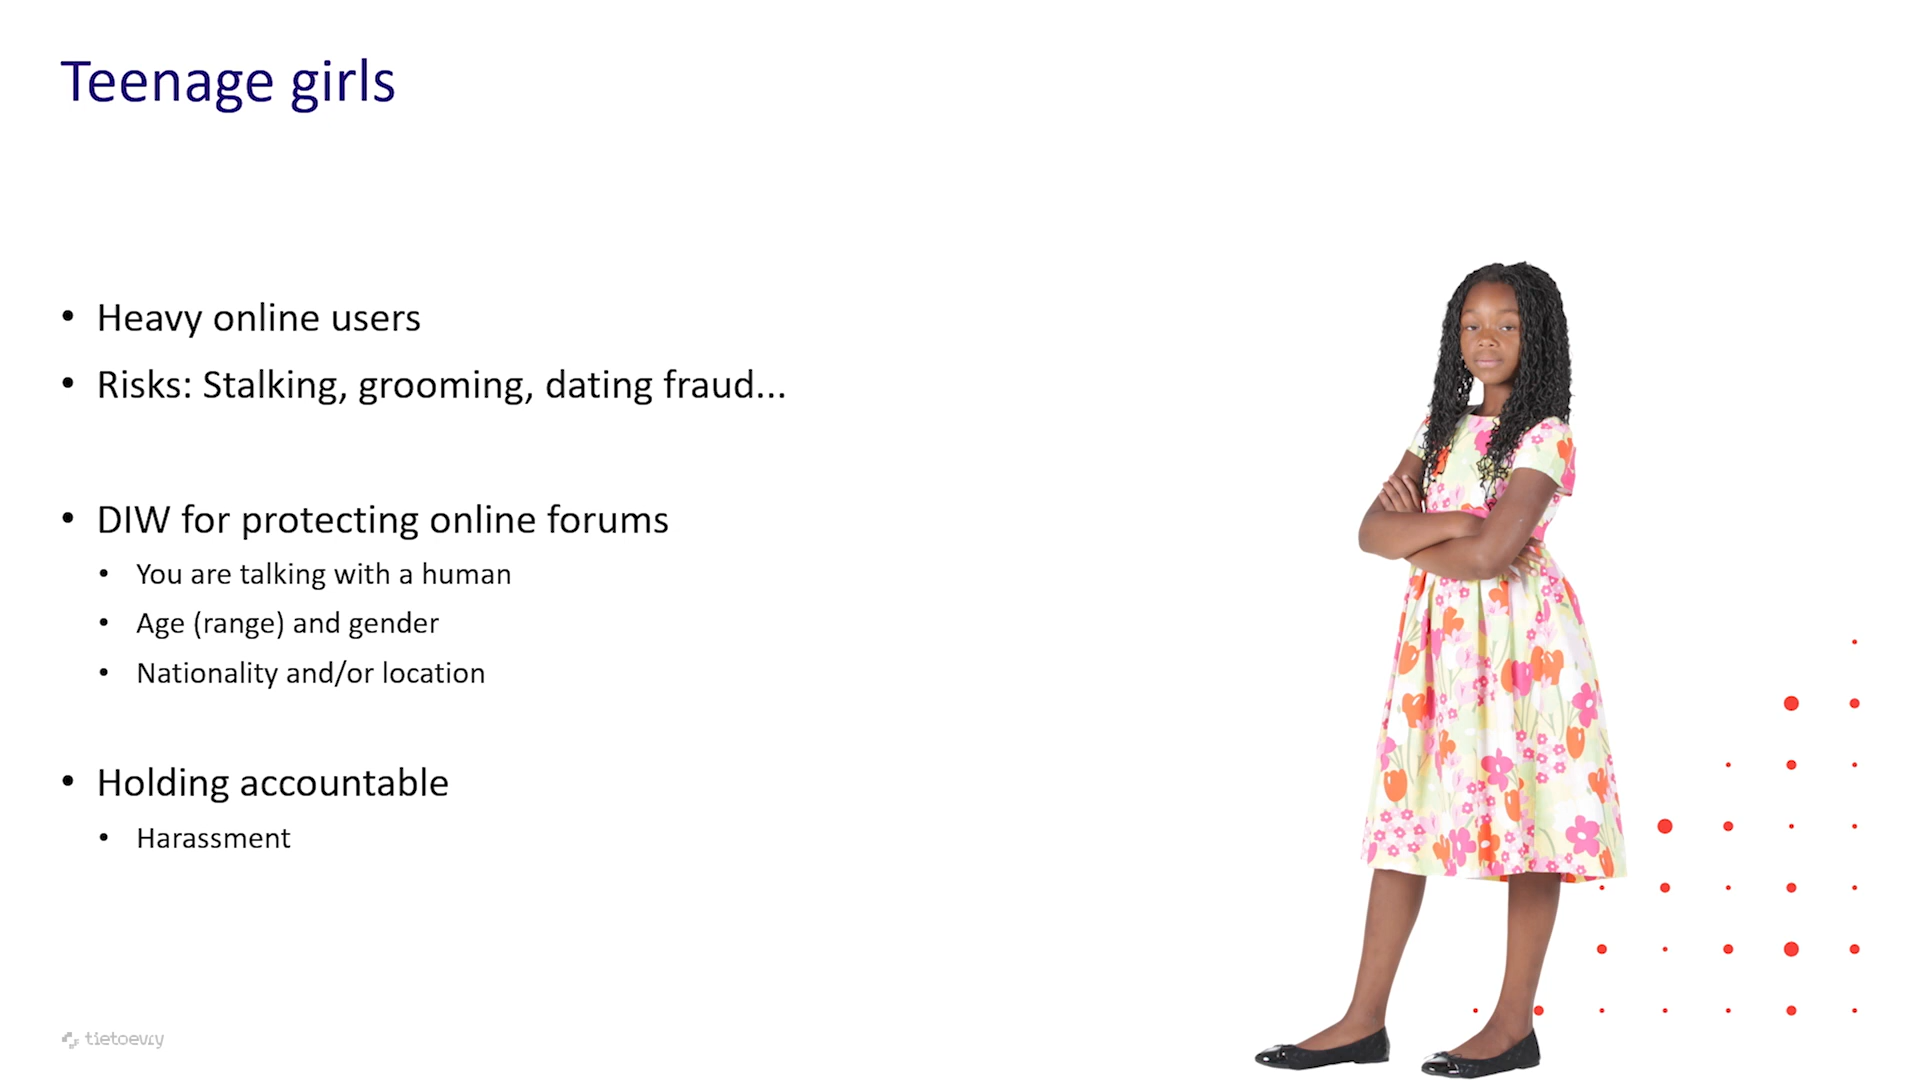 Teenage girls
• Heavy online users
• Risks: Stalking, grooming, dating fraud...
• DIW for protecting online forums
• You are talking with a human
• Age (range) and gender
• Nationality and/or location
• Holding accountable
• Harassment
tietoevry